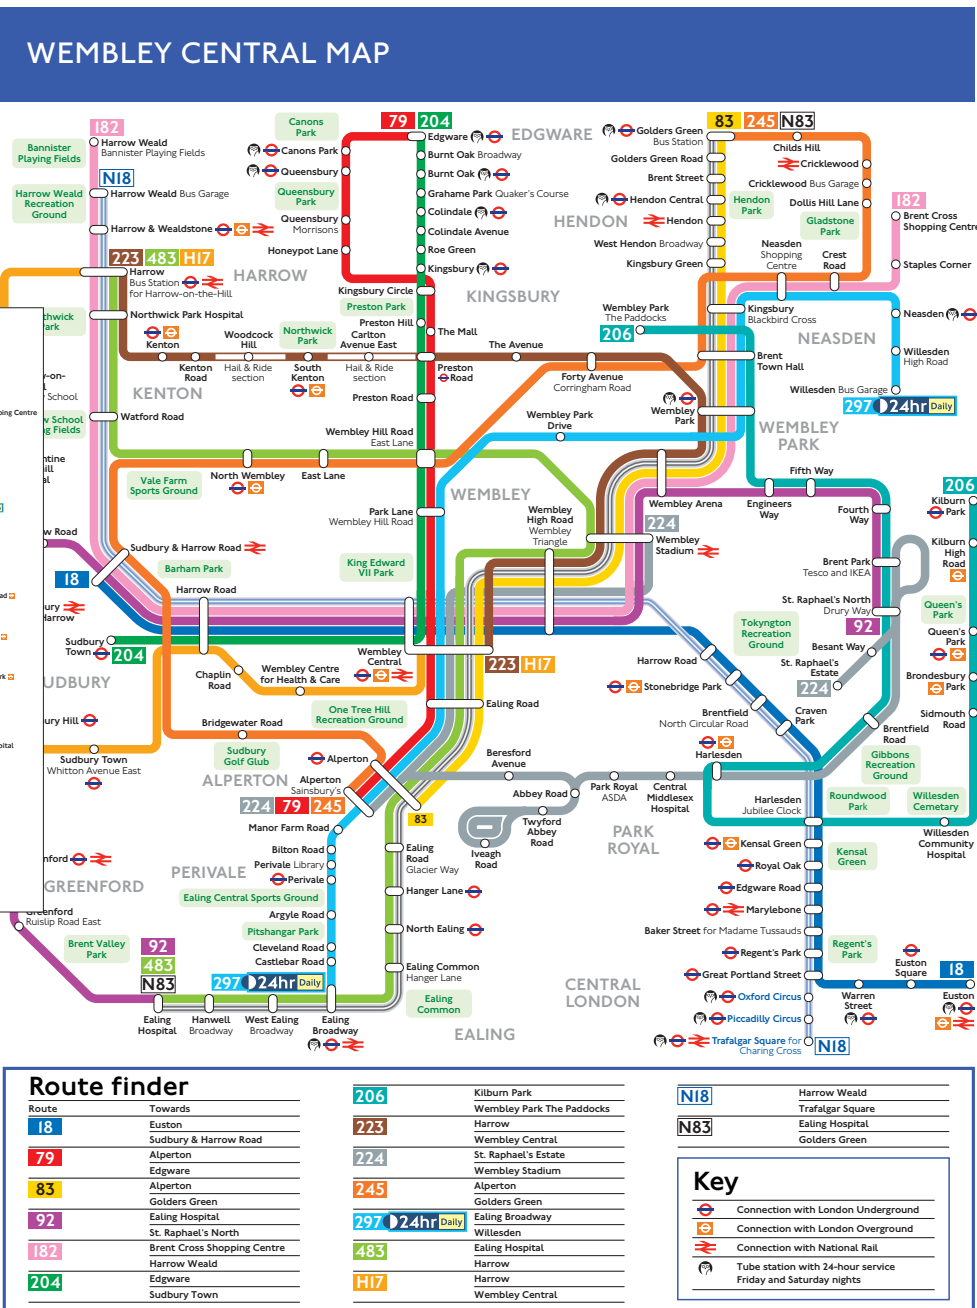 WEMBLEY CENTRAL MAP
182
Harrow Weald
Bannister Playing Fields
Bannister
Playing Fields
N18
Harrow Weald Bus Garage
Harrow Weald
Recreation
Ground
Harrow & Wealdstone
223 483 H17
Harrow
Bus Station
for Harrow-on-the-Hill
HARROW
Northwick Park Hospital
Kenton
Kenton
Road
Woodcock
Hill
Hail & Ride
section
Northwick
Park
South
Kenton
Carlton
Avenue East
Hail & Ride
section
KENTON
Watford Road
Canons
Park
Canons Park
Queensbury
Queensbury
Park
Queensbury
Morrisons
Honeypot Lane
79 204
Edgware
EDGWARE
Burnt Oak Broadway
Burnt Oak
Grahame Park Quaker's Course
Colindale
Colindale Avenue
Roe Green
Kingsbury
Kingsbury Circle
KINGSBURY
Preston Park
Preston Hill
The Mall
Preston
Road
Preston Road
The Avenue
Forty Avenue
Corringham Road
Wembley Hill Road
East Lane
Wembley Park
Drive
83 245 N83
Golders Green
Bus Station
Golders Green Road
Brent Street
Hendon Central
HENDON
Hendon
West Hendon Broadway
Kingsbury Green
Hendon
Park
Childs Hill
Cricklewood
Cricklewood Bus Garage
Dollis Hill Lane
Gladstone
Park
Neasden
Shopping
Centre
Crest
Road
182
Brent Cross
Shopping Centre
Staples Corner
Wembley Park
The Paddocks
206
Kingsbury
Blackbird Cross
Neasden
NEASDEN
Willesden
High Road
Willesden Bus Garage
297 24hr Daily
Brent
Town Hall
Wembley
Park
WEMBLEY
PARK
Vale Farm
Sports Ground
North Wembley
East Lane
WEMBLEY
Park Lane
Wembley Hill Road
Wembley
High Road
Wembley
Triangle
Wembley Arena
224
Wembley
Stadium
Engineers
Way
Fifth Way
Fourth
Way
Brent Park
Tesco and IKEA
St. Raphael's North
Drury Way
92
206
Kilburn
Park
Kilburn
High
Road
Queen's
Park
Queen's
Park
Brondesbury
Park
Sidmouth
Road
Sudbury & Harrow Road
18
Barham Park
Harrow Road
King Edward
VII Park
Sudbury
Town
204
Chaplin
Road
Wembley Centre
for Health & Care
Wembley
Central
223 H17
One Tree Hill
Recreation Ground
Ealing Road
Tokyngton
Recreation
Ground
Besant Way
St. Raphael's
Estate
224
Harrow Road
Stonebridge Park
Brentfield
North Circular Road
Craven
Park
Brentfield
Road
Harlesden
Gibbons
Recreation
Ground
Sudbury Town
Whitton Avenue East
Bridgewater Road
Sudbury
Golf Glub
ALPERTON
Alperton
Alperton
Sainsbury's
224 79 245
83
Manor Farm Road
Beresford
Avenue
Abbey Road
Twyford
Abbey
Road
Iveagh
Road
Park Royal
ASDA
Central
Middlesex
Hospital
PARK
ROYAL
Harlesden
Jubilee Clock
Roundwood
Park
Willesden
Cemetary
Willesden
Community
Hospital
Bilton Road
Perivale Library
PERIVALE
Perivale
Ealing Central Sports Ground
Argyle Road
Pitshangar Park
Cleveland Road
Castlebar Road
Ealing
Road
Glacier Way
Hanger Lane
North Ealing
Ealing Common
Hanger Lane
Ealing
Common
EALING
GREENFORD
Greenford
Ruislip Road East
Brent Valley
Park
92
483
N83
297 24hr Daily
Ealing
Hospital
Hanwell
Broadway
West Ealing
Broadway
Ealing
Broadway
Kensal Green
Kensal
Green
Royal Oak
Edgware Road
Marylebone
Baker Street for Madame Tussauds
Regent's Park
Regent's
Park
Great Portland Street
CENTRAL
LONDON
Oxford Circus
Piccadilly Circus
Trafalgar Square for
Charing Cross
N18
Warren
Street
Euston
Square
18
Euston
Route finder
Route Towards
18 Euston
Sudbury & Harrow Road
79 Alperton
Edgware
83 Alperton
Golders Green
92 Ealing Hospital
St. Raphael's North
182 Brent Cross Shopping Centre
Harrow Weald
204 Edgware
Sudbury Town
206 Kilburn Park
Wembley Park The Paddocks
223 Harrow
Wembley Central
224 St. Raphael's Estate
Wembley Stadium
245 Alperton
Golders Green
297 24hr Daily Ealing Broadway
Willesden
483 Ealing Hospital
Harrow
H17 Harrow
Wembley Central
N18 Harrow Weald
Trafalgar Square
N83 Ealing Hospital
Golders Green
Key
Connection with London Underground
Connection with London Overground
Connection with National Rail
Tube station with 24-hour service
Friday and Saturday nights